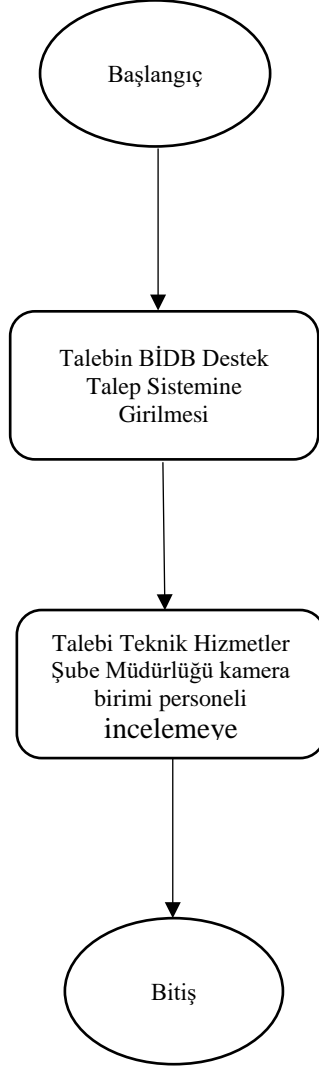 Başlangıç
Talebin BİDB Destek
Talep Sistemine
Girilmesi
Talebi Teknik Hizmetler
Şube Müdürlüğü kamera
birimi personeli
incelemeye
Bitiş